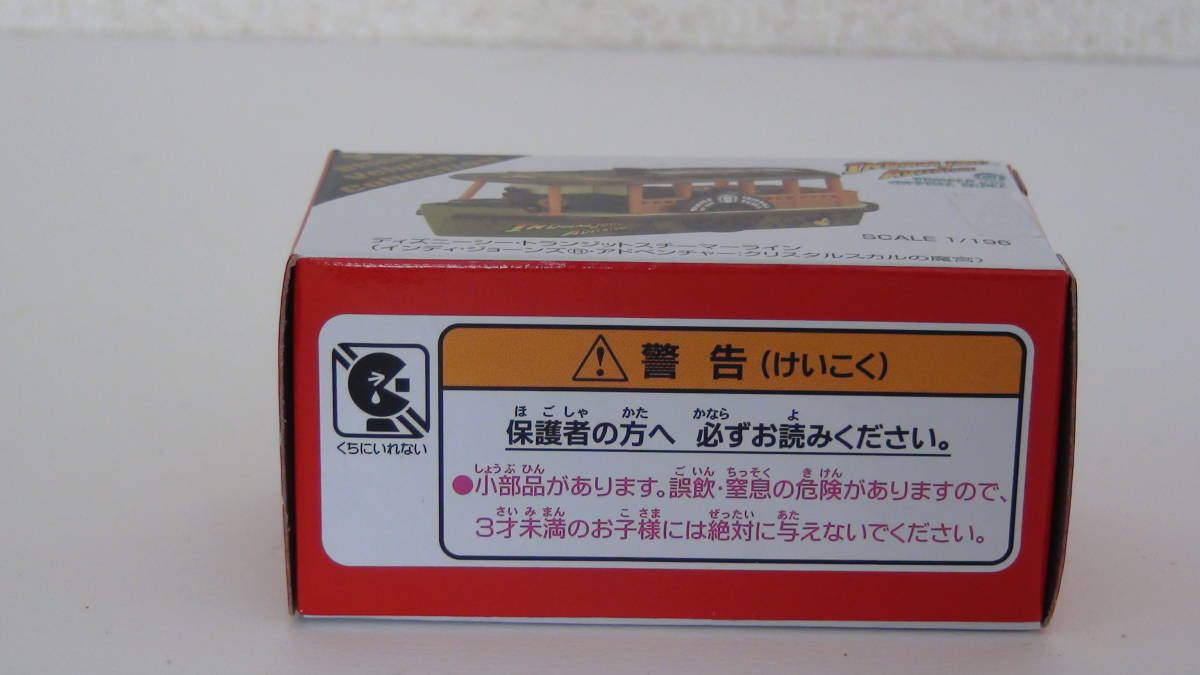 INDIANA JONES
ADVENTURE
ディズニーシー・トランジットスチーマーライン
SCALE 1/196
(インディ・ジョーンズ®・アドベンチャー:クリスタルスカルの魔宮)
警告(けいこく)
くちにいれない
ほごしゃ かた かなら よ
保護者の方へ 必ずお読みください。
しょうぶひん ごいん ちっそく きけん
●小部品があります。誤飲・窒息の危険がありますので、
さいみまん こさま ぜったい あた
3才未満のお子様には絶対に与えないでください。